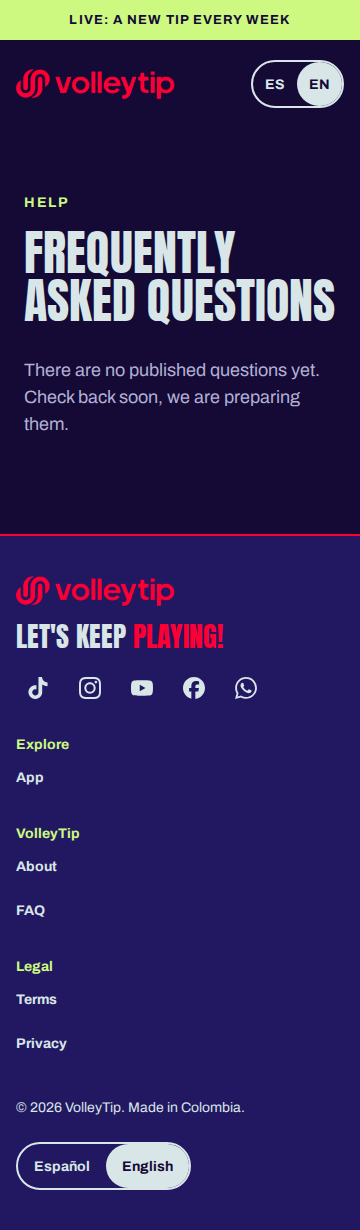 LIVE: A NEW TIP EVERY WEEK
volleytip
ES EN
HELP
FREQUENTLY
ASKED QUESTIONS
There are no published questions yet.
Check back soon, we are preparing
them.
volleytip
LET'S KEEP PLAYING!
Explore
App
VolleyTip
About
FAQ
Legal
Terms
Privacy
© 2026 VolleyTip. Made in Colombia.
Español English